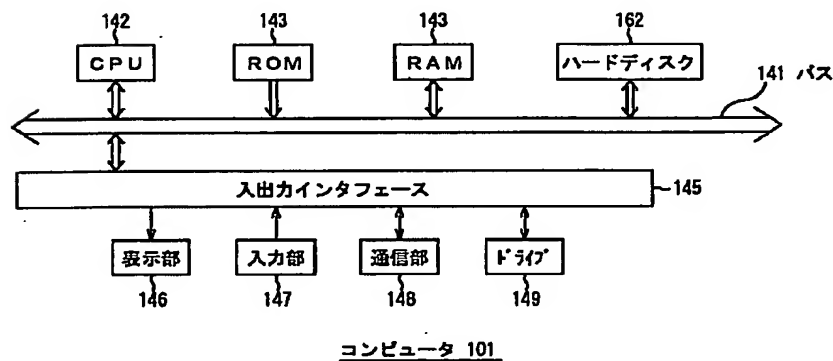 142 143 143 162
CPU ROM RAM ハードディスク
141 バス
入出力インタフェース 145
表示部 入力部 通信部 ドライブ
146 147 148 149
コンピュータ 101